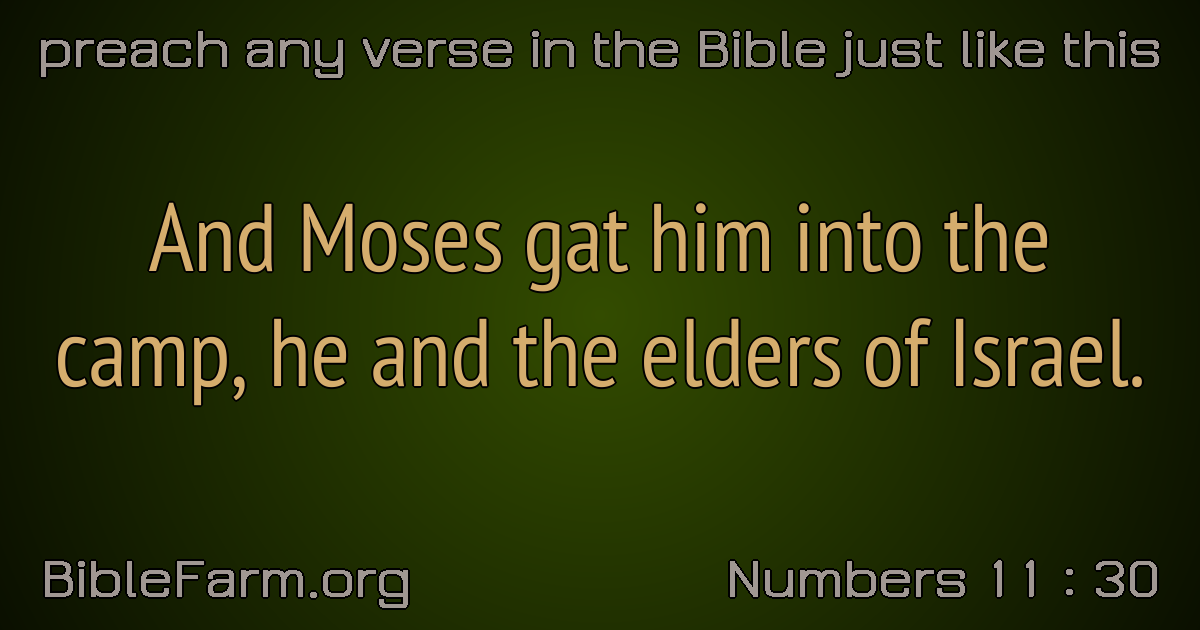 preach any verse in the Bible just like this
And Moses gat him into the
camp, he and the elders of Israel.
BibleFarm.org
Numbers 11 : 30